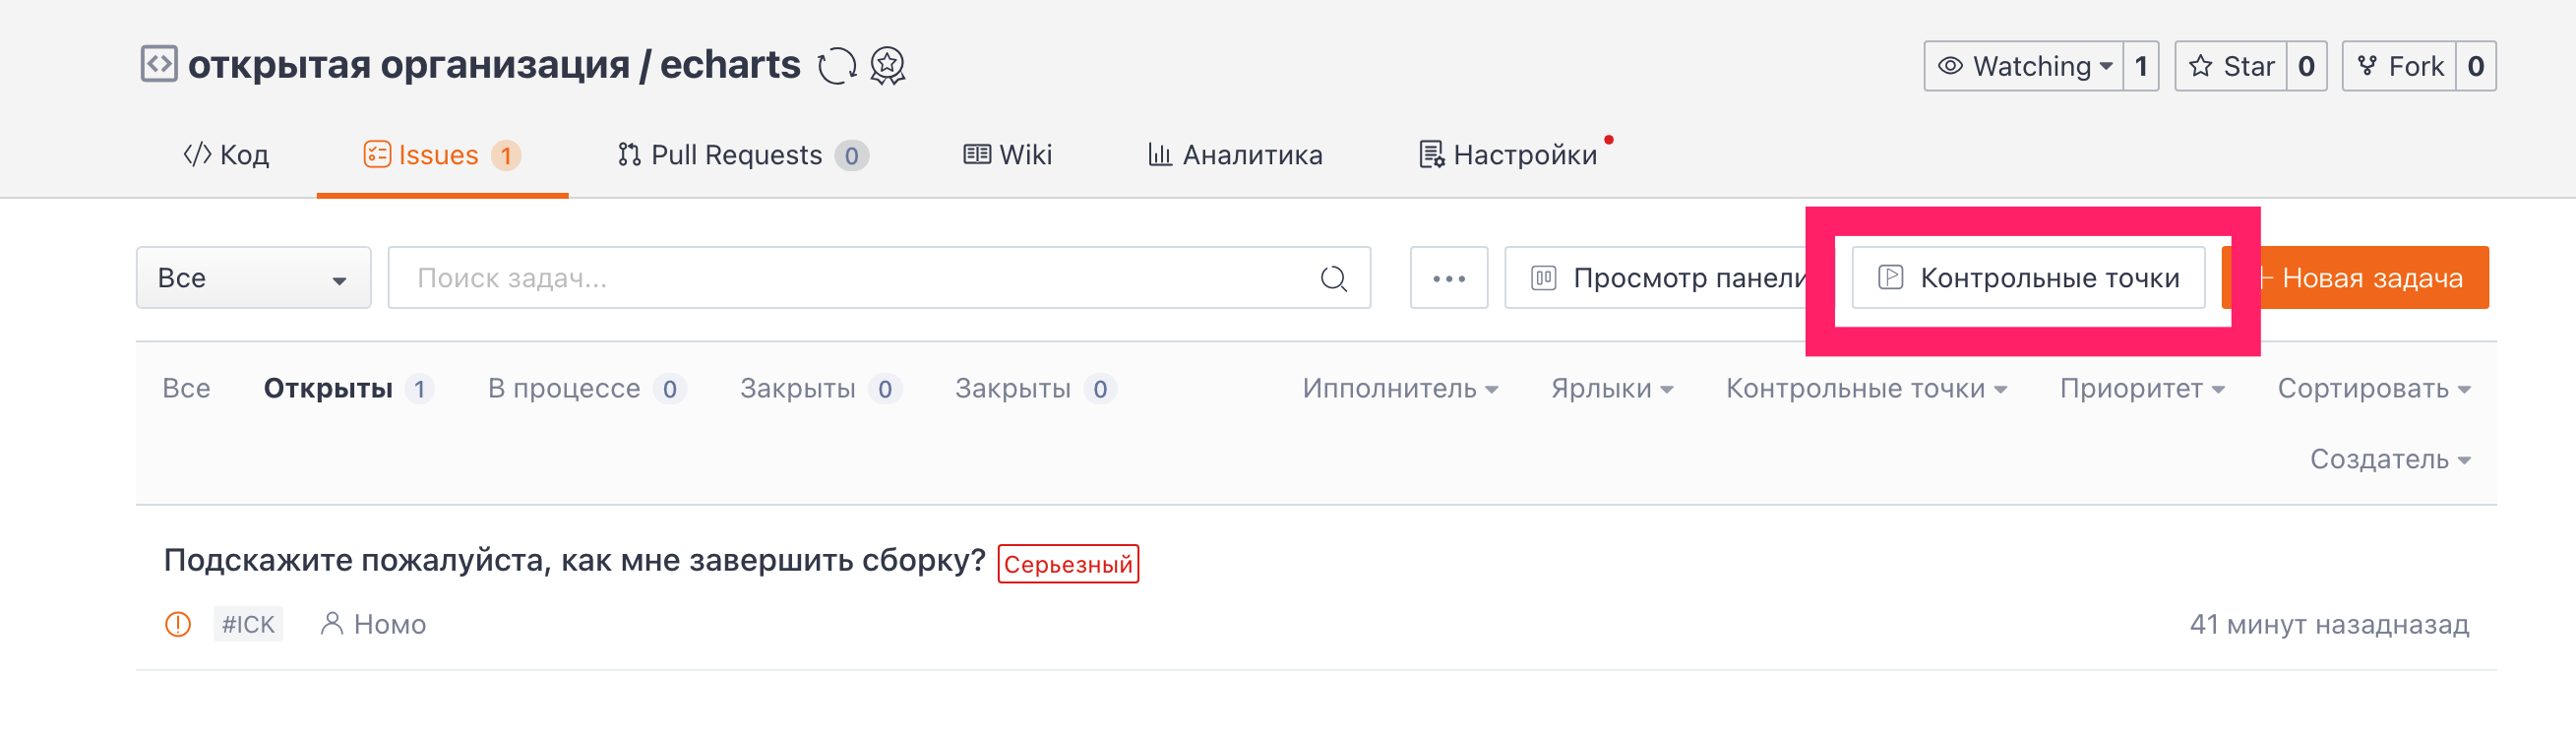 открытая организация / echarts
Watching 1 Star 0 Fork 0
Код Issues 1 Pull Requests 0 Wiki Аналитика Настройки
Все Поиск задач... Просмотр панели Контрольные точки + Новая задача
Все Открыты 1 В процессе 0 Закрыты 0 Закрыты 0 Ипполнитель Ярлыки Контрольные точки Приоритет Сортировать
Создатель
Подскажите пожалуйста, как мне завершить сборку? Серьезный
#ICK Номо 41 минут назадназад